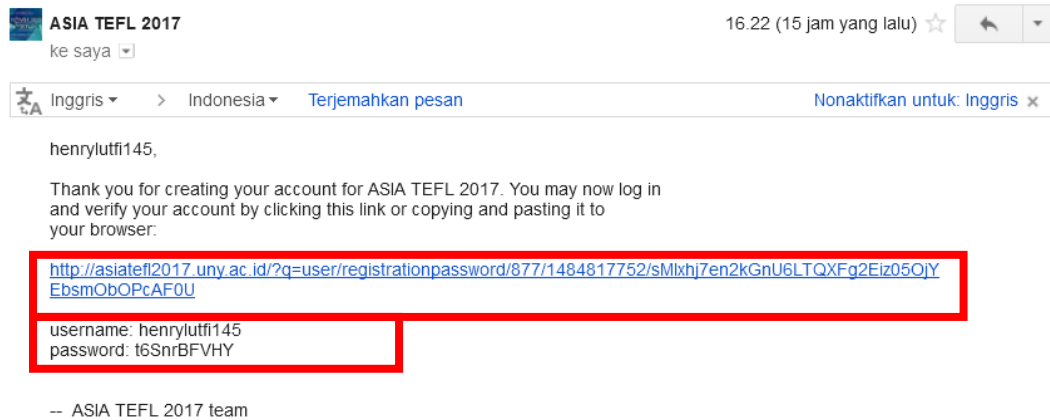 ASIA TEFL 2017
16.22 (15 jam yang lalu)
ke saya
Inggris > Indonesia Terjemahkan pesan Nonaktifkan untuk: Inggris x
henrylutfi145,
Thank you for creating your account for ASIA TEFL 2017. You may now log in
and verify your account by clicking this link or copying and pasting it to
your browser:
http://asiatefl2017.uny.ac.id/?q=user/registrationpassword/877/1484817752/sMlxhj7en2kGnU6LTQXFg2Eiz05OjY
EbsmObOPcAF0U
username: henrylutfi145
password: t6SnrBFVHY
-- ASIA TEFL 2017 team